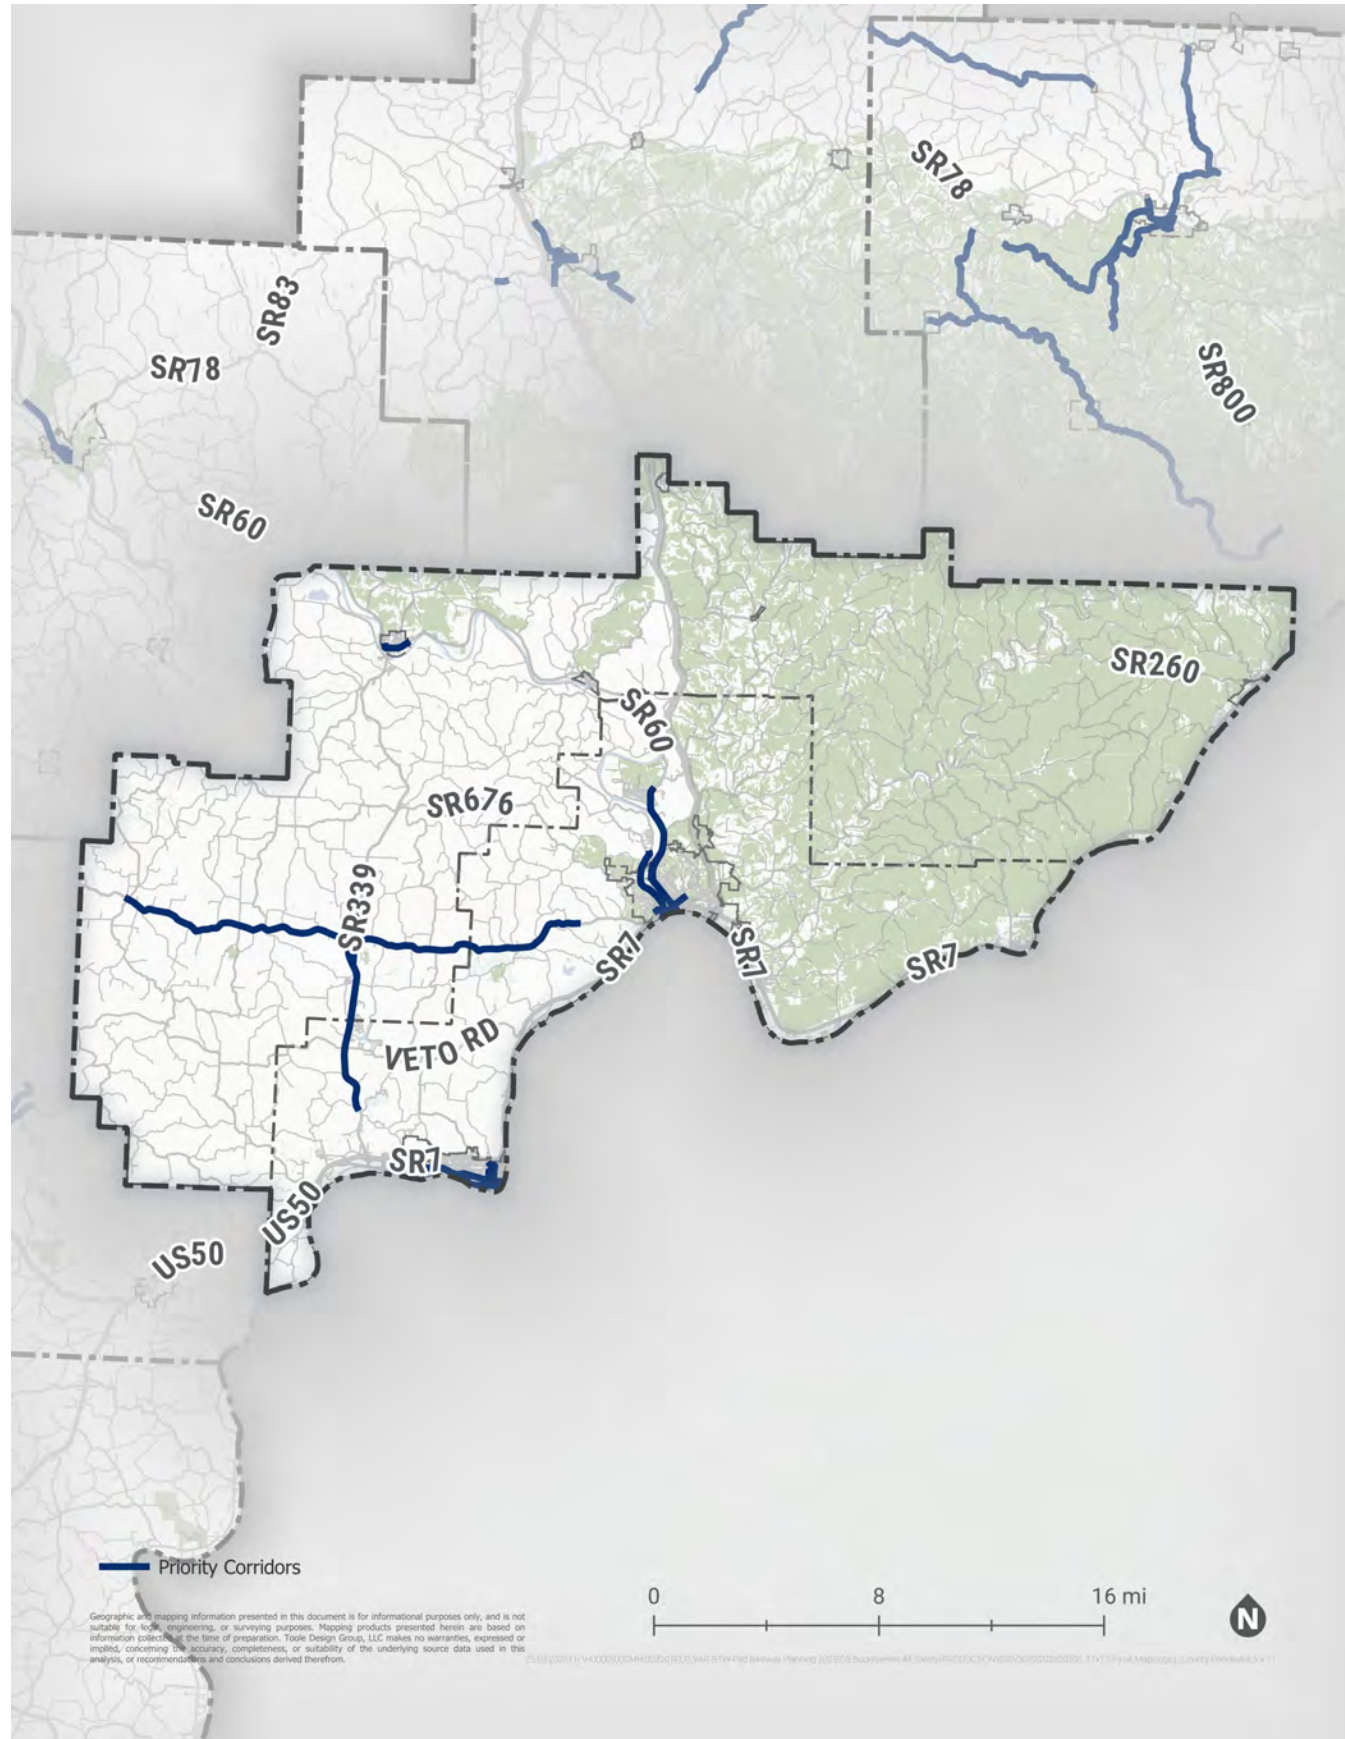 SR78
SR83
SR78
SR800
SR60
SR260
SR60
SR676
SR339
SR7
SR7
SR7
VETO RD
SR7
US50
US50
Priority Corridors
0 8 16 mi
N
Geographic and mapping information presented in this document is for informational purposes only, and is not
suitable for legal, engineering, or surveying purposes. Mapping products presented herein are based on
information collected at the time of preparation. Toole Design Group, LLC makes no warranties, expressed or
implied, concerning the accuracy, completeness, or suitability of the underlying source data used in this
analysis, or recommendations and conclusions derived therefrom.